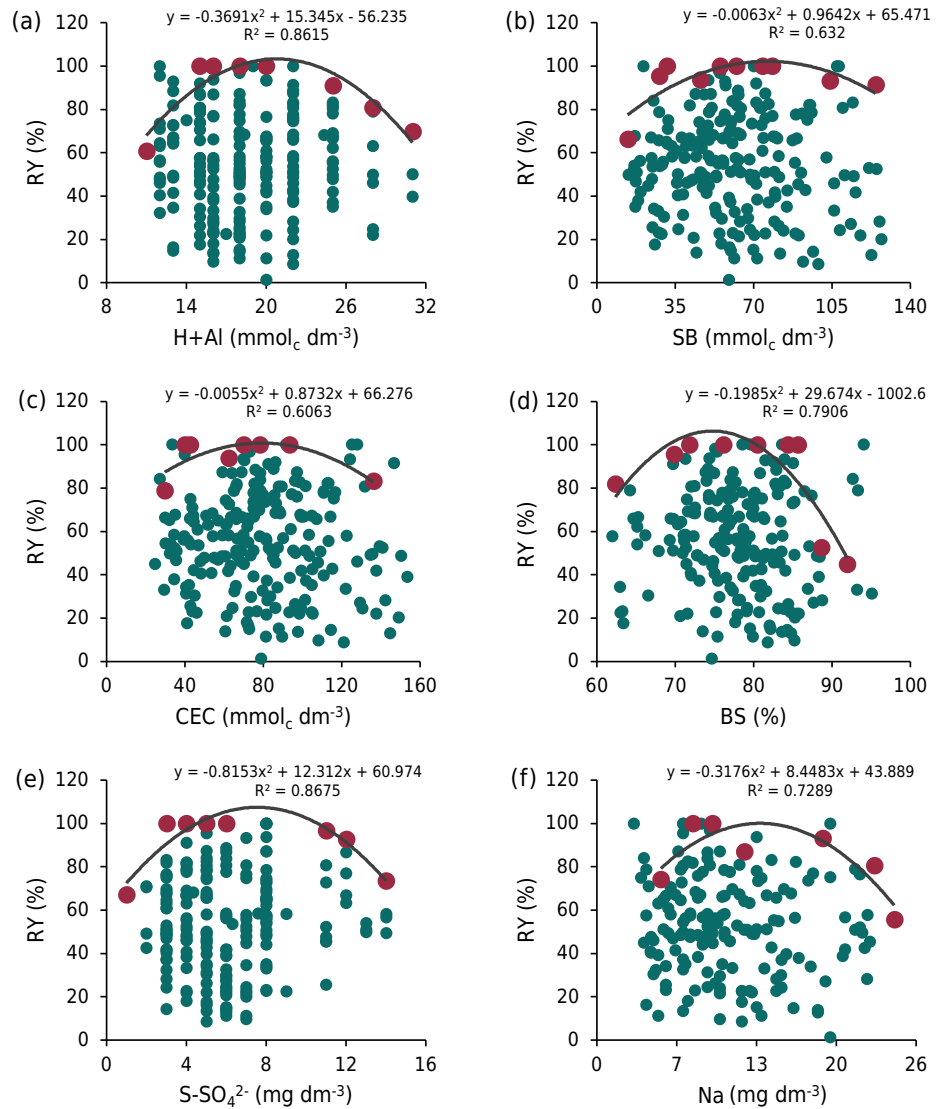 (a)
y = -0.3691x² + 15.345x - 56.235
R² = 0.8615
120
100
80
60
40
20
0
RY (%)
8 14 20 26 32
H+Al (mmol_c dm⁻³)
(b)
y = -0.0063x² + 0.9642x + 65.471
R² = 0.632
120
100
80
60
40
20
0
RY (%)
0 35 70 105 140
SB (mmol_c dm⁻³)
(c)
y = -0.0055x² + 0.8732x + 66.276
R² = 0.6063
120
100
80
60
40
20
0
RY (%)
0 40 80 120 160
CEC (mmol_c dm⁻³)
(d)
y = -0.1985x² + 29.674x - 1002.6
R² = 0.7906
120
100
80
60
40
20
0
RY (%)
60 70 80 90 100
BS (%)
(e)
y = -0.8153x² + 12.312x + 60.974
R² = 0.8675
120
100
80
60
40
20
0
RY (%)
0 4 8 12 16
S-SO₄²⁻ (mg dm⁻³)
(f)
y = -0.3176x² + 8.4483x + 43.889
R² = 0.7289
120
100
80
60
40
20
0
RY (%)
0 7 13 20 26
Na (mg dm⁻³)